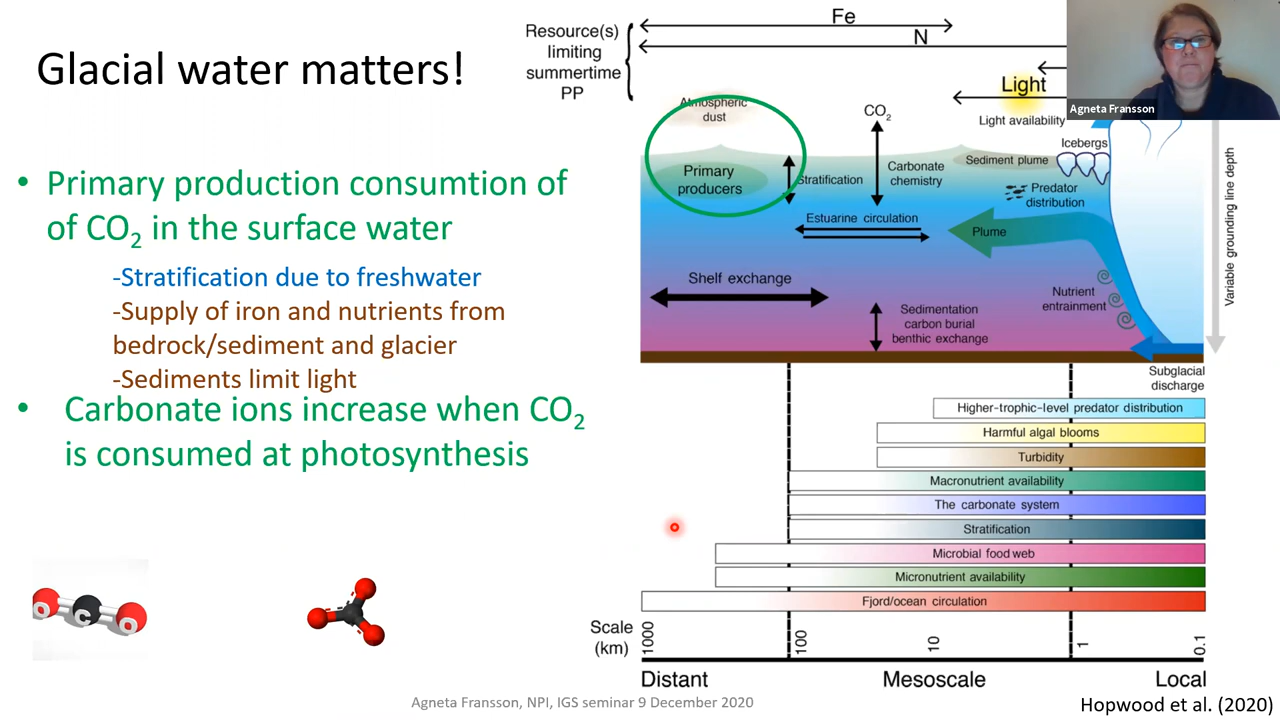 Glacial water matters!
• Primary production consumtion of
of CO₂ in the surface water
-Stratification due to freshwater
-Supply of iron and nutrients from
bedrock/sediment and glacier
-Sediments limit light
• Carbonate ions increase when CO₂
is consumed at photosynthesis
O C O
Resource(s)
limiting
summertime
PP
Fe
N
Light
Light availability
Agneta Fransson
Atmospheric
dust
CO₂
Icebergs
Primary
producers
Stratification
Carbonate
chemistry
Sediment plume
Predator
distribution
Estuarine circulation
Plume
Shelf exchange
Nutrient
entrainment
Sedimentation
carbon burial
benthic exchange
Variable grounding line depth
Subglacial
discharge
Higher-trophic-level predator distribution
Harmful algal blooms
Turbidity
Macronutrient availability
The carbonate system
Stratification
Microbial food web
Micronutrient availability
Fjord/ocean circulation
Scale
(km)
1000 100 10 1 0.1
Distant Mesoscale Local
Agneta Fransson, NPI, IGS seminar 9 December 2020
Hopwood et al. (2020)